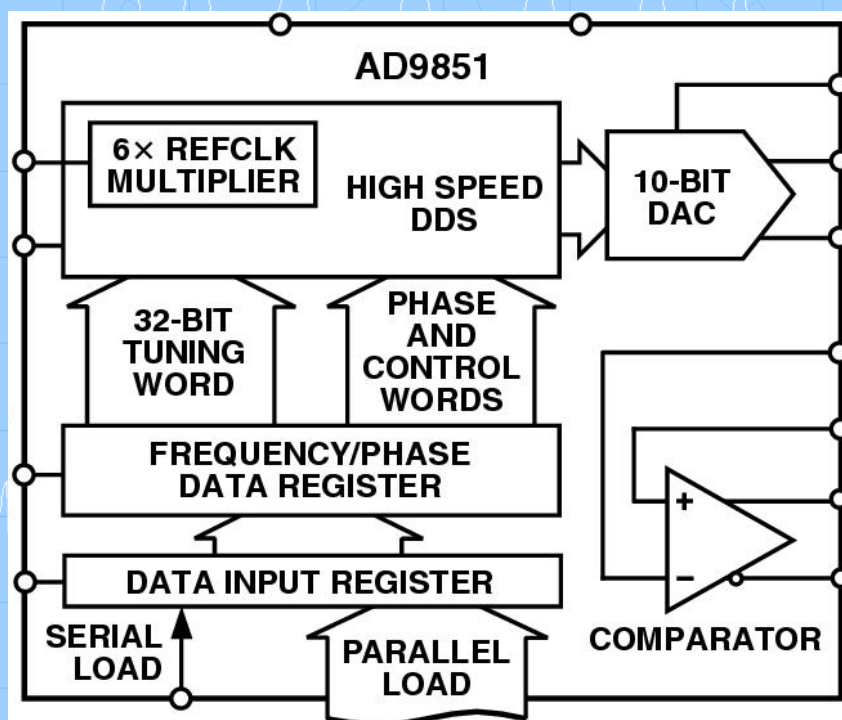 AD9851
6× REFCLK
MULTIPLIER
HIGH SPEED
DDS
10-BIT
DAC
32-BIT
TUNING
WORD
PHASE
AND
CONTROL
WORDS
FREQUENCY/PHASE
DATA REGISTER
+
–
DATA INPUT REGISTER
SERIAL
LOAD
PARALLEL
LOAD
COMPARATOR